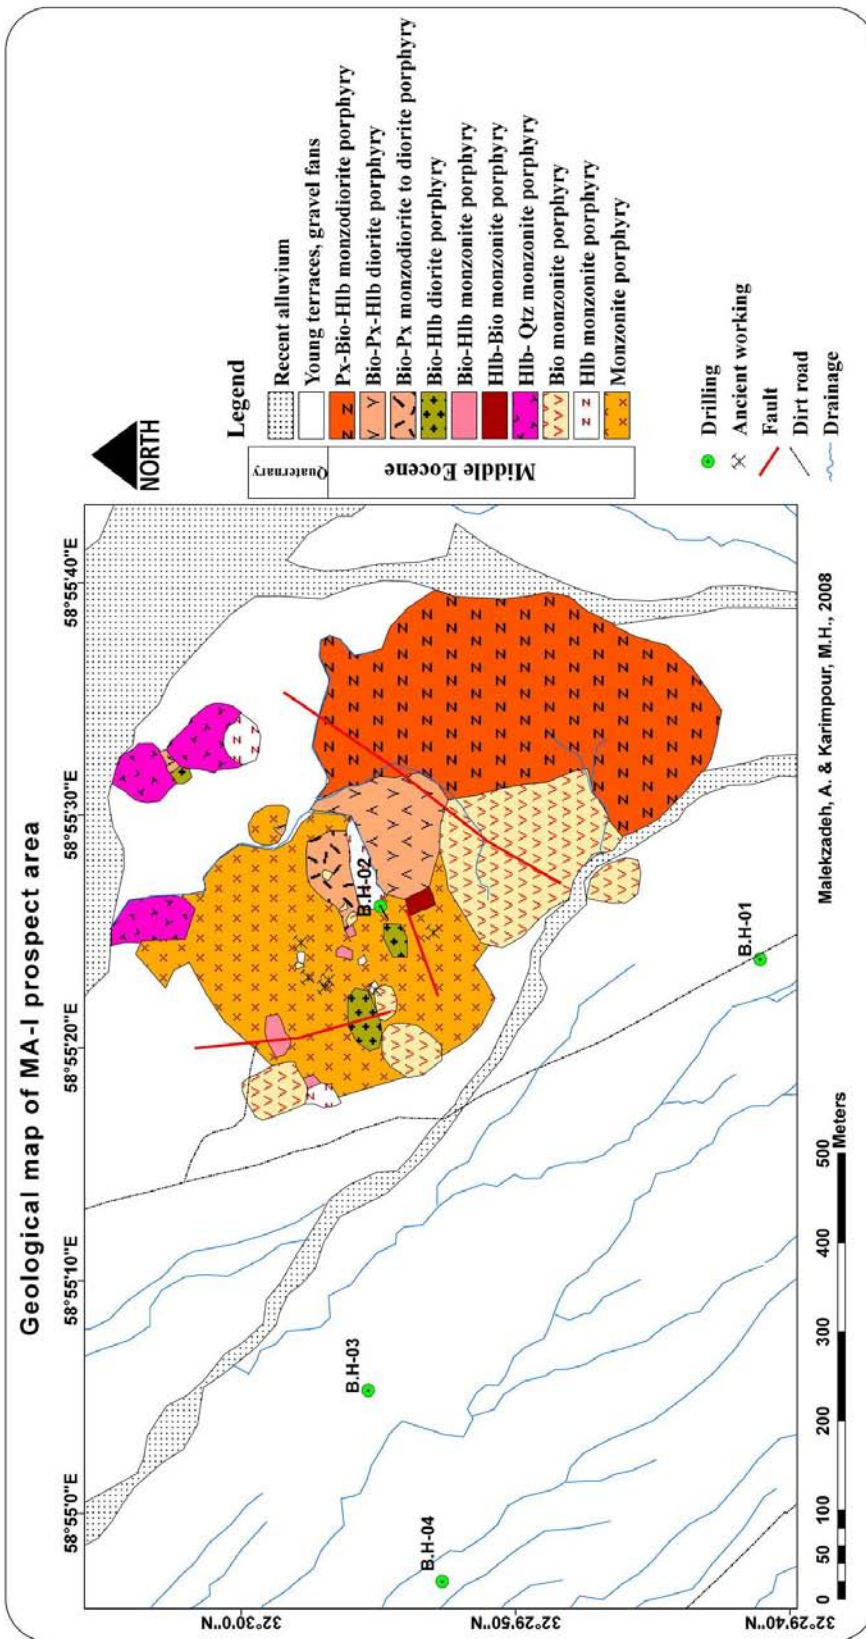 Geological map of MA-I prospect area
58°55'0"E
58°55'10"E
58°55'20"E
58°55'30"E
58°55'40"E
32°30'0"N
32°29'50"N
32°29'40"N
B.H-04
B.H-03
B.H-02
B.H-01
0 50 100 200 300 400 500
Meters
Malekzadeh, A. & Karimpour, M.H., 2008
NORTH
Legend
Quaternary
Recent alluvium
Young terraces, gravel fans
Middle Eocene
Px-Bio-Hlb monzodiorite porphyry
Bio-Px-Hlb diorite porphyry
Bio-Px monzodiorite to diorite porphyry
Bio-Hlb diorite porphyry
Bio-Hlb monzonite porphyry
Hlb-Bio monzonite porphyry
Hlb- Qtz monzonite porphyry
Bio monzonite porphyry
Hlb monzonite porphyry
Monzonite porphyry
Drilling
Ancient working
Fault
Dirt road
Drainage